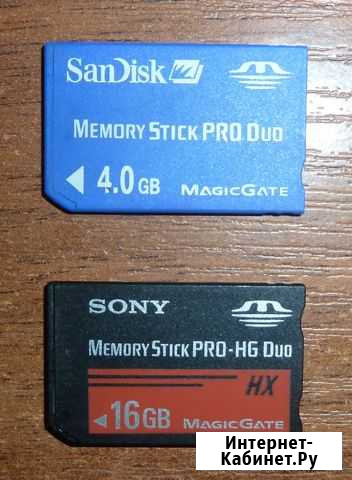 SanDisk
MEMORY STICK PRO DUO
4.0 GB MAGICGATE
SONY
MEMORY STICK PRO-HG DUO
HX
16GB MAGICGATE
Интернет-
Кабинет.Ру